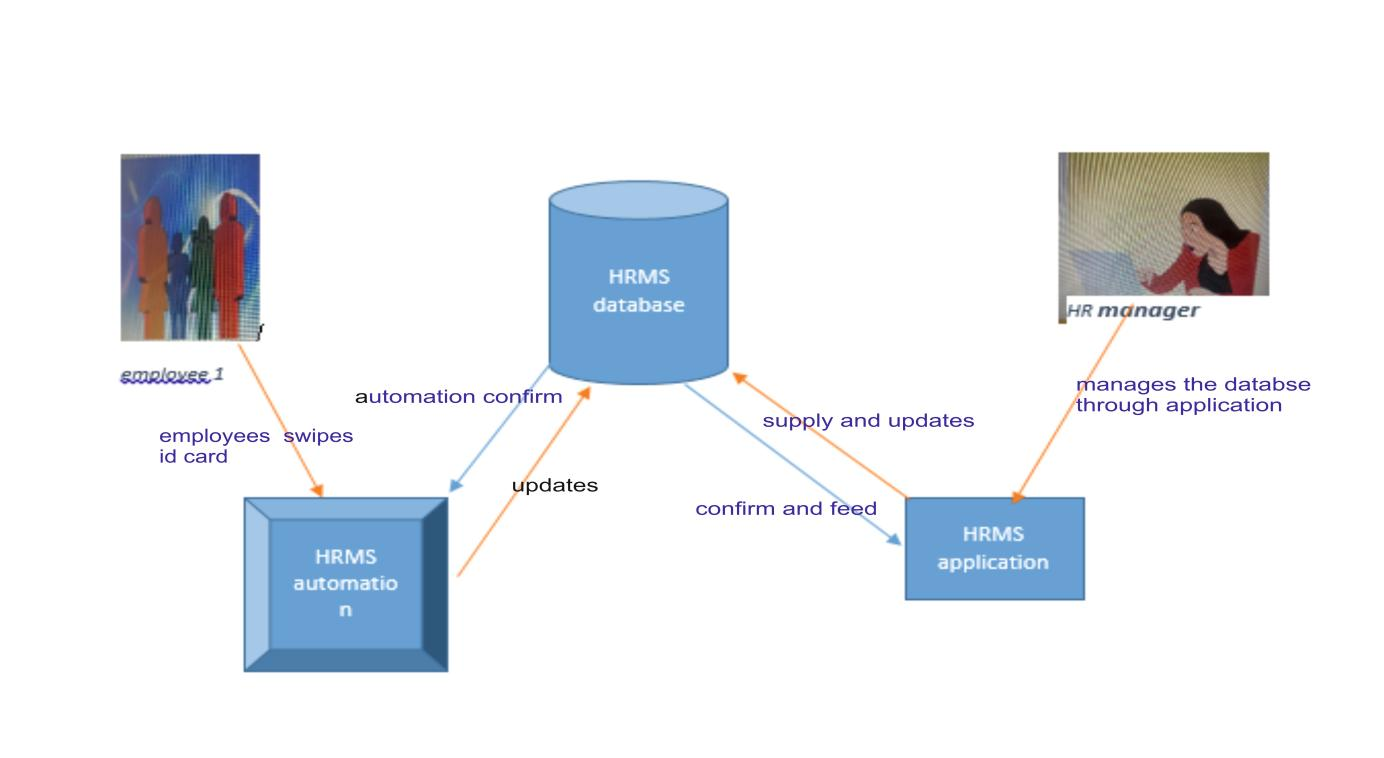 HRMS
database
HR manager
employee 1
manages the databse
through application
automation confirm
supply and updates
employees swipes
id card
updates
confirm and feed
HRMS
application
HRMS
automatio
n